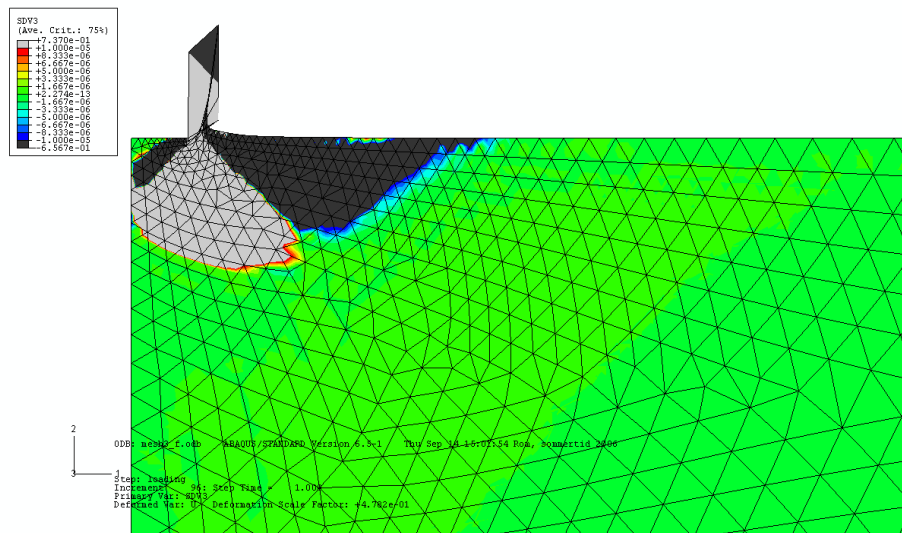 SDV3
(Ave. Crit.: 75%)
+7.370e-01
+1.000e-05
+8.333e-06
+6.667e-06
+5.000e-06
+3.333e-06
+1.667e-06
+2.274e-13
-1.667e-06
-3.333e-06
-5.000e-06
-6.667e-06
-8.333e-06
-1.000e-05
-6.567e-01
2
3
1
ODB: f.odb ABAQUS/STANDARD Version 6.5-1 Thu Sep 14 15:01:54 Rom, sommertid 2006
Step: loading
Increment 96: Step Time = 1.000
Primary Var: SDV3
Deformed Var: U Deformation Scale Factor: +4.782e-01